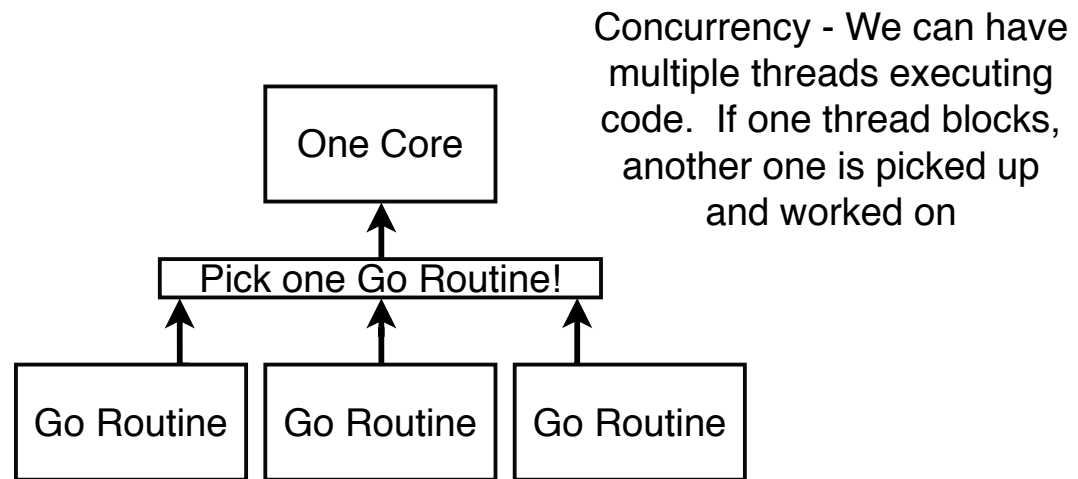 Concurrency - We can have
multiple threads executing
code.  If one thread blocks,
another one is picked up
and worked on
One Core
Pick one Go Routine!
Go Routine
Go Routine
Go Routine